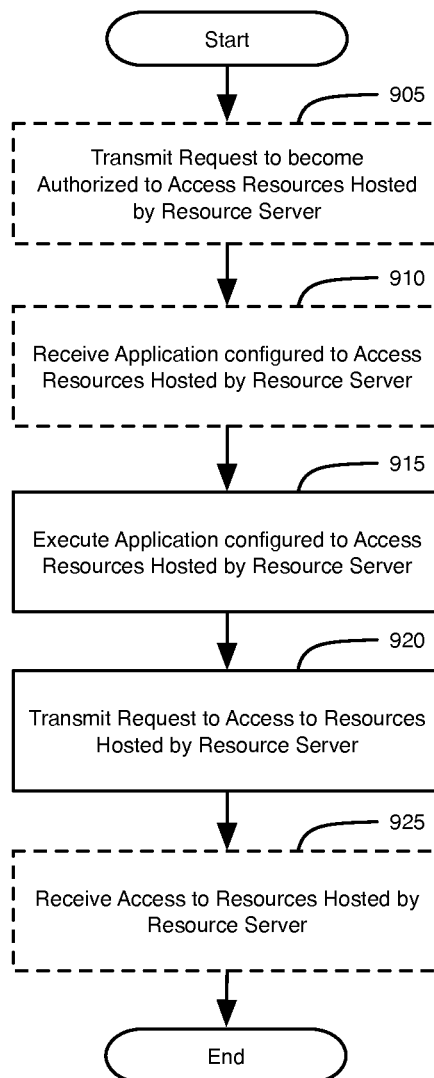 Start
905
Transmit Request to become
Authorized to Access Resources Hosted
by Resource Server
910
Receive Application configured to Access
Resources Hosted by Resource Server
915
Execute Application configured to Access
Resources Hosted by Resource Server
920
Transmit Request to Access to Resources
Hosted by Resource Server
925
Receive Access to Resources Hosted by
Resource Server
End